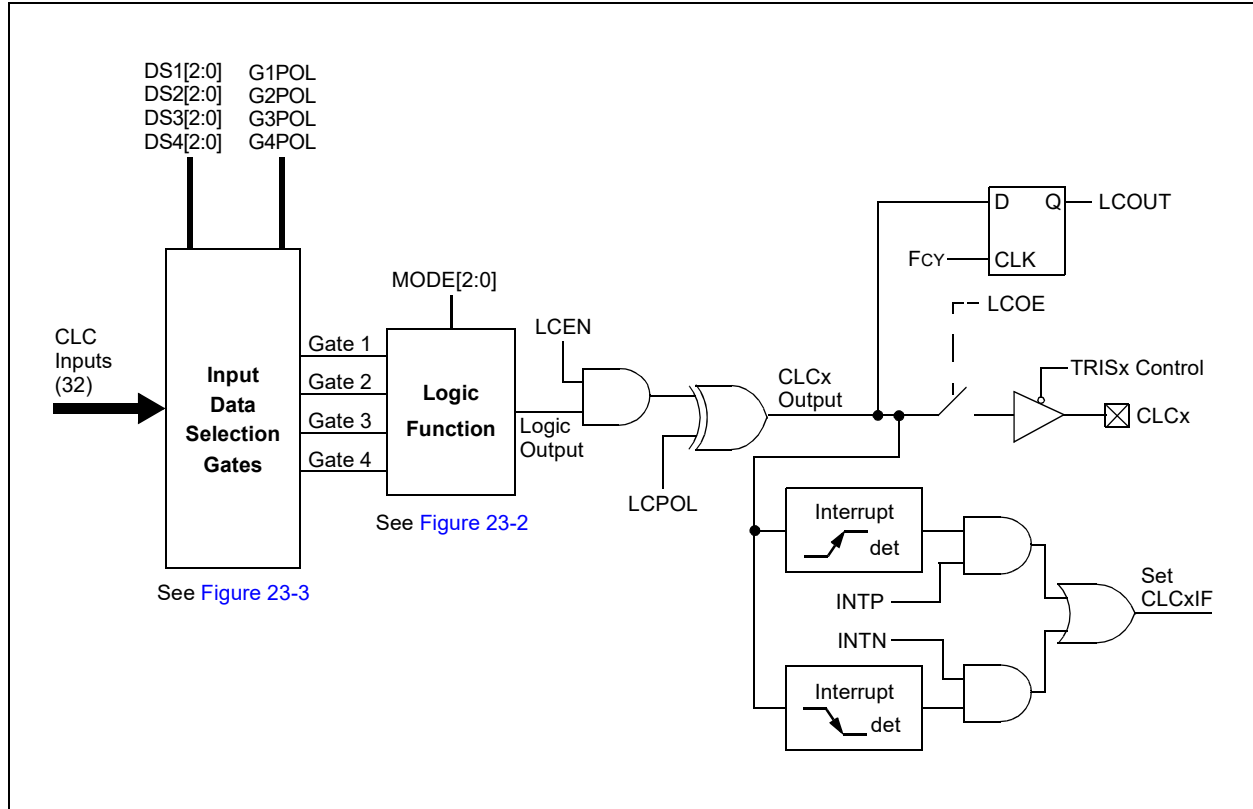 DS1[2:0] G1POL
DS2[2:0] G2POL
DS3[2:0] G3POL
DS4[2:0] G4POL
CLC
Inputs
(32)
Input
Data
Selection
Gates
See Figure 23-3
Gate 1
Gate 2
Gate 3
Gate 4
MODE[2:0]
Logic
Function
See Figure 23-2
Logic
Output
LCEN
LCPOL
CLCx
Output
D Q
CLK
FCY
LCOUT
LCOE
TRISx Control
CLCx
Interrupt
det
INTP
INTN
Interrupt
det
Set
CLCxIF